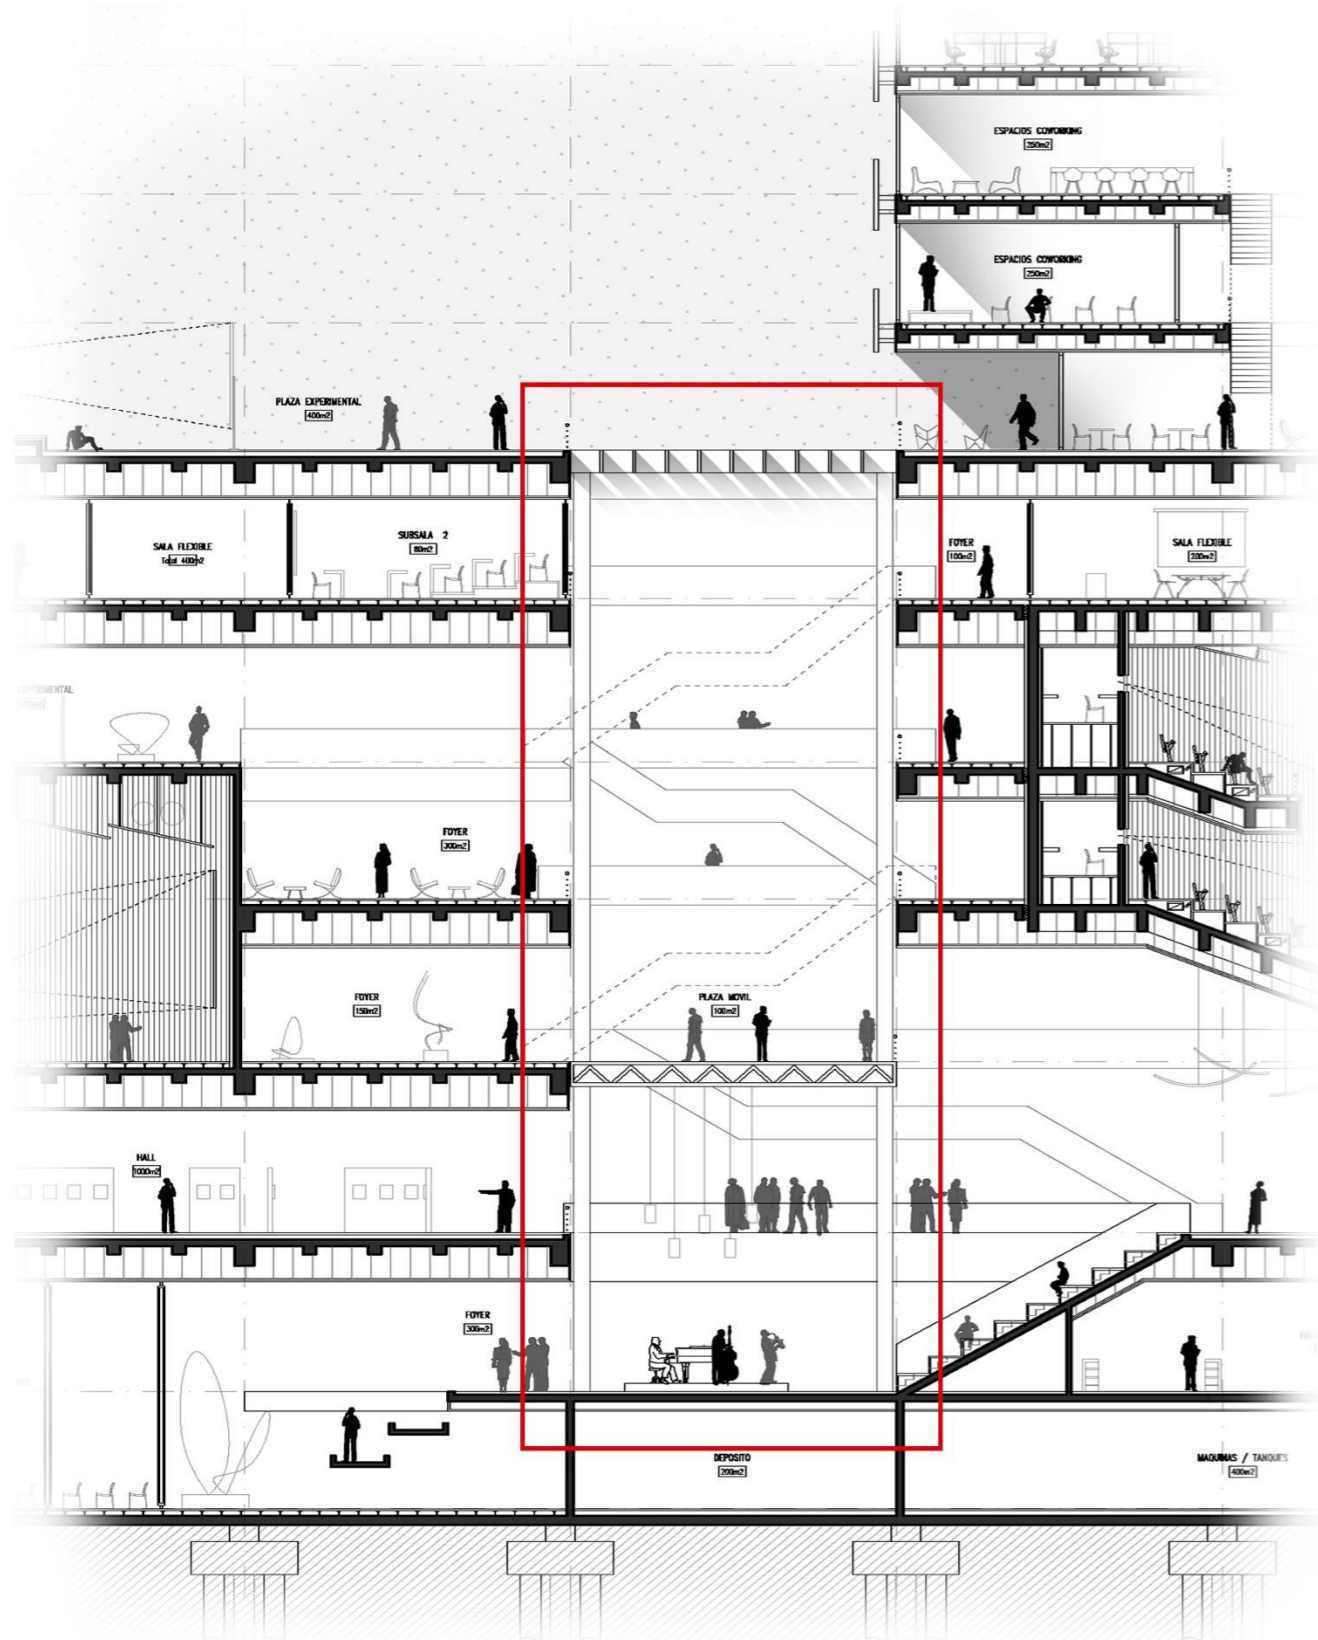 ESPACIOS COWORKING
250m2
ESPACIOS COWORKING
250m2
PLAZA EXPERIMENTAL
400m2
SALA FLEXIBLE
Total 400m2
SUBSALA 2
80m2
FOYER
100m2
SALA FLEXIBLE
200m2
EXPERIMENTAL
FOYER
300m2
FOYER
150m2
PLAZA MOVIL
100m2
HALL
1000m2
FOYER
300m2
DEPOSITO
200m2
MAQUINAS / TANQUES
400m2